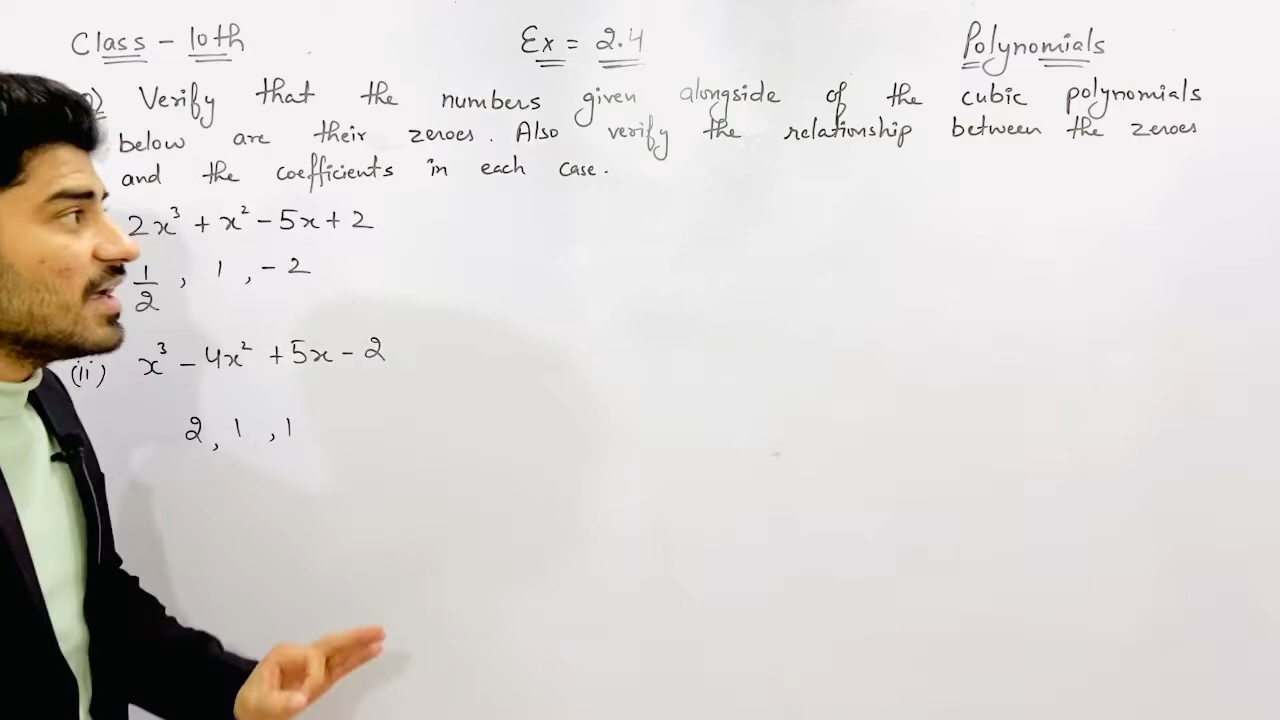 Class - 10th Ex = 2.4 Polynomials
Verify that the numbers given alongside of the cubic polynomials
below are their zeroes. Also verify the relationship between the zeroes
and the coefficients in each case.
2x³ + x² - 5x + 2
1/2, 1, -2
(ii) x³ - 4x² + 5x - 2
2, 1, 1